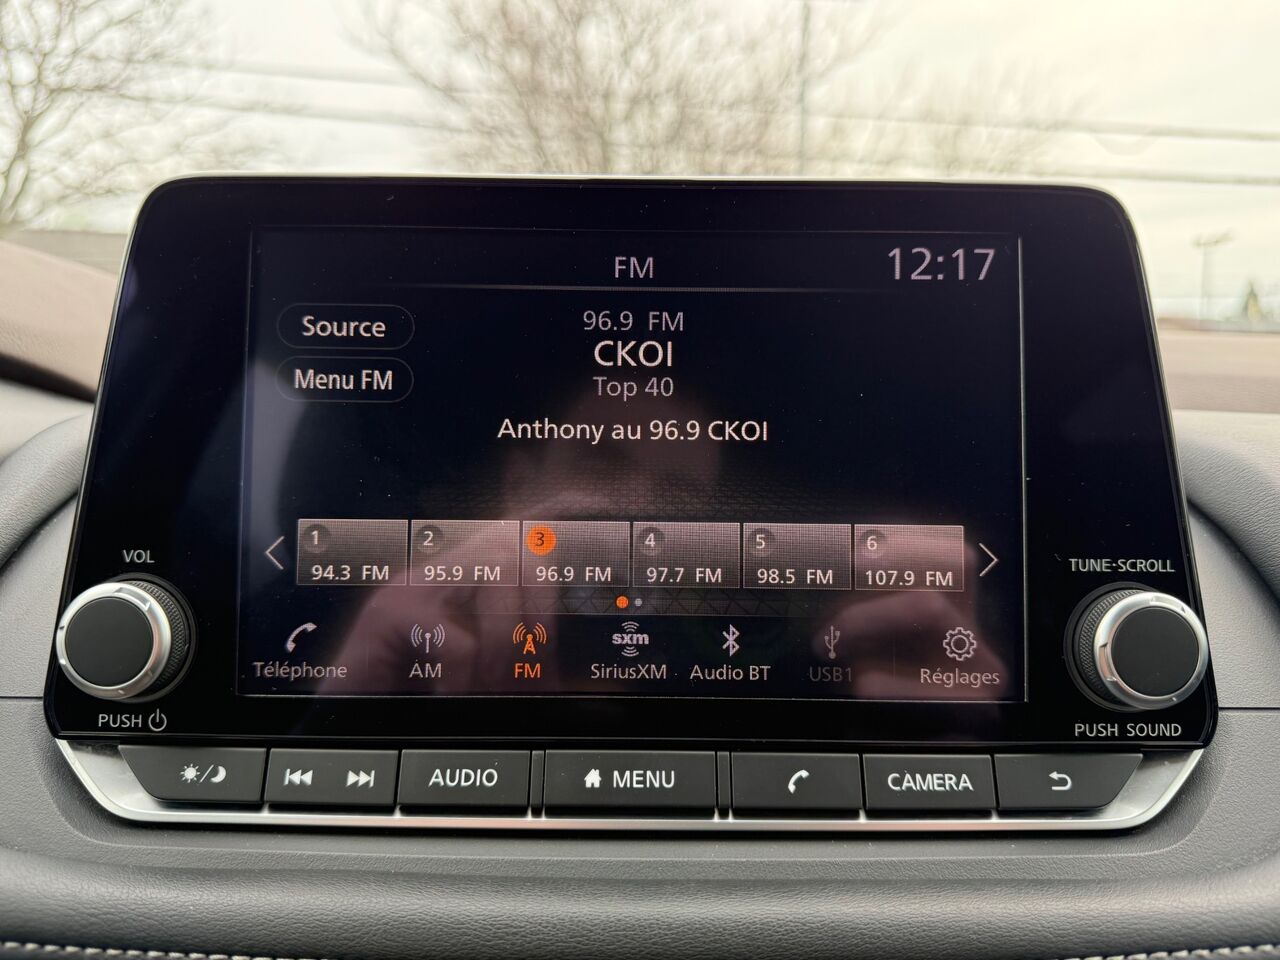 FM
12:17
Source
Menu FM
96.9 FM
CKOI
Top 40
Anthony au 96.9 CKOI
1 2 3 4 5 6
94.3 FM 95.9 FM 96.9 FM 97.7 FM 98.5 FM 107.9 FM
sxm
Téléphone AM FM SiriusXM Audio BT USB1 Réglages
VOL
PUSH
TUNE·SCROLL
PUSH SOUND
AUDIO MENU CAMERA